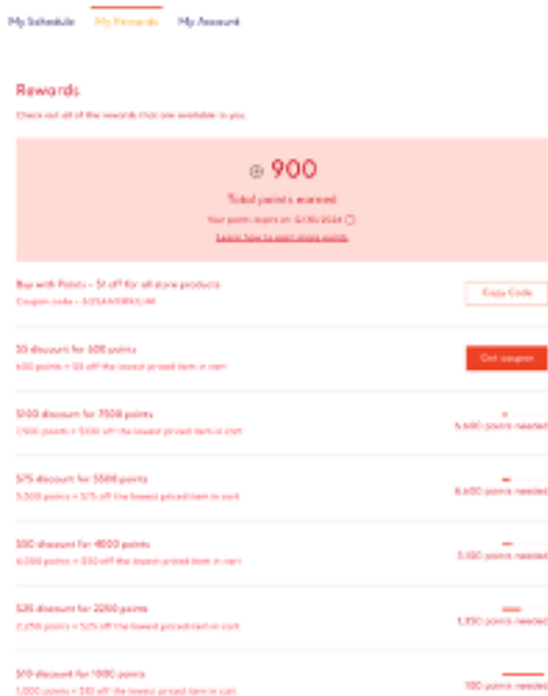 My Schedule My Rewards My Account
Rewards
Check out all of the rewards that are available to you.
900
Total points earned
Your points expire on
Learn how to earn more points
Buy with Points - $1 off for all store products
Coupon code -
Copy Code
$5 discount for 600 points
600 points = $5 off the lowest priced item in cart
Get coupon
$100 discount for 7500 points
7,500 points = $100 off the lowest priced item in cart
6,600 points needed
$75 discount for 5500 points
5,500 points = $75 off the lowest priced item in cart
4,600 points needed
$50 discount for 4000 points
4,000 points = $50 off the lowest priced item in cart
3,100 points needed
$25 discount for 2250 points
2,250 points = $25 off the lowest priced item in cart
1,350 points needed
$10 discount for 1000 points
1,000 points = $10 off the lowest priced item in cart
100 points needed